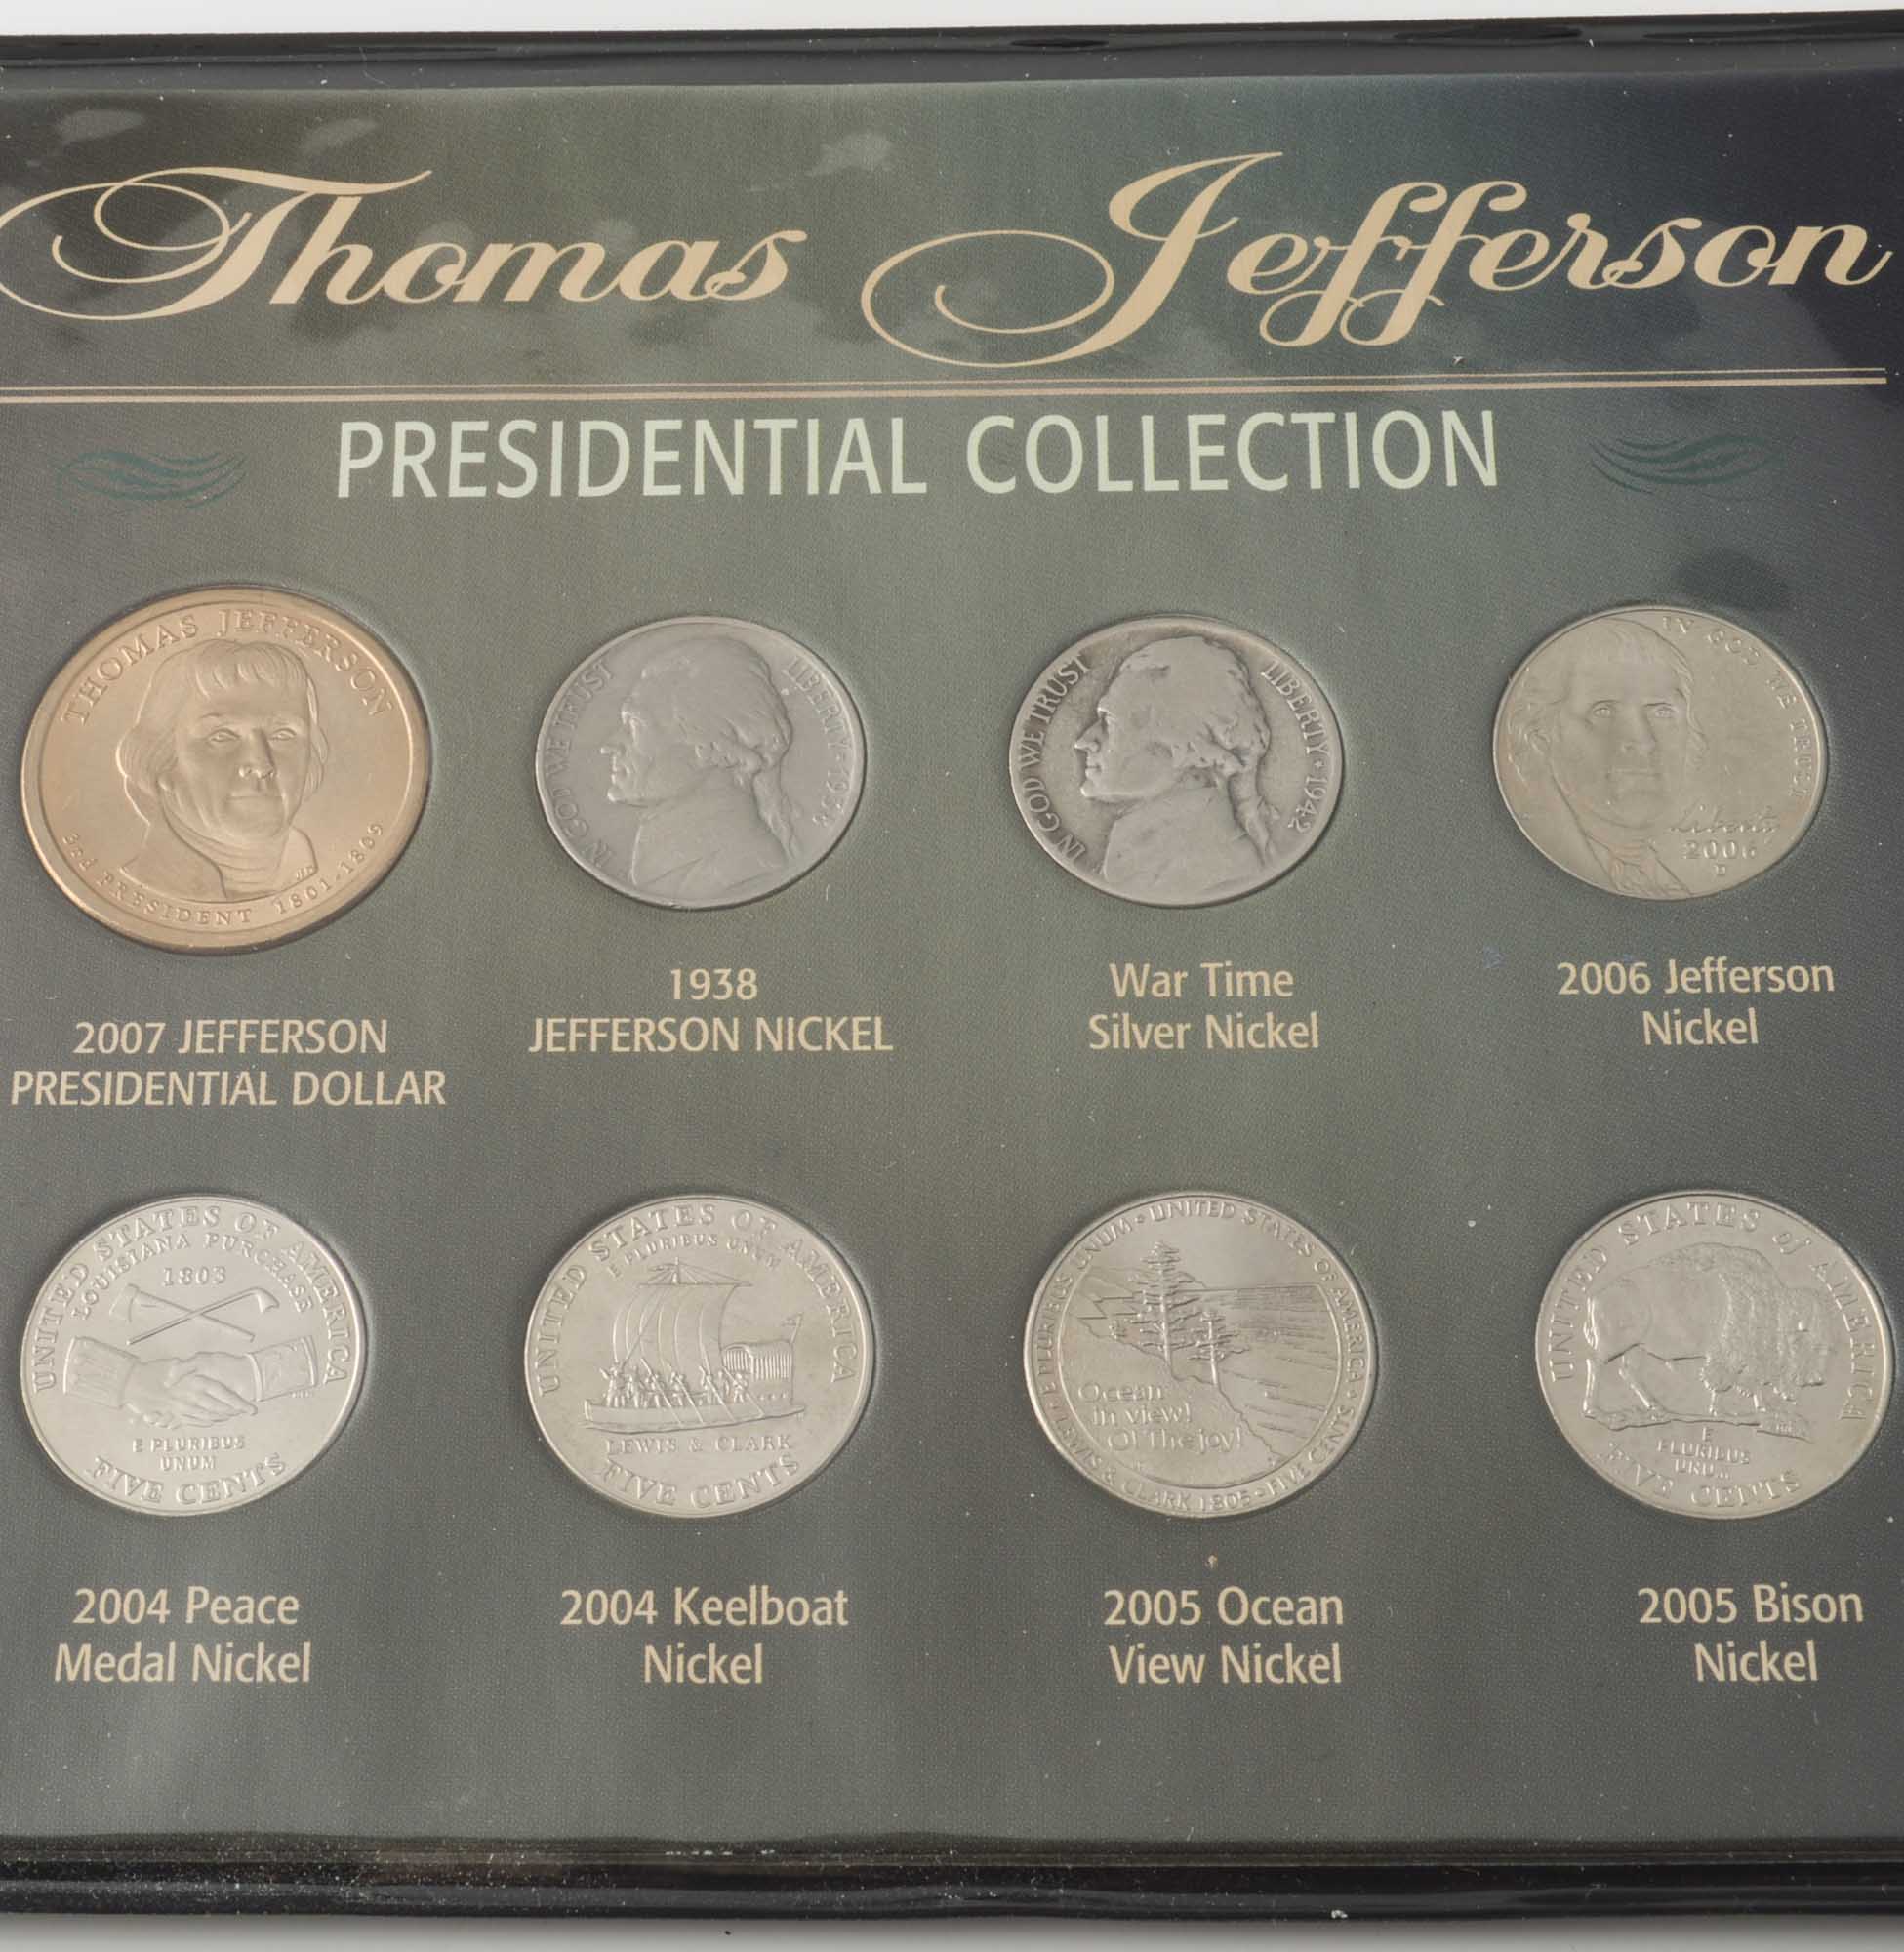 Thomas Jefferson
PRESIDENTIAL COLLECTION
THOMAS JEFFERSON
3rd PRESIDENT 1801-1809
IN GOD WE TRUST
LIBERTY * 1938
IN GOD WE TRUST
LIBERTY * 1942
IN GOD WE TRUST
Liberty
2006
D
2007 JEFFERSON
PRESIDENTIAL DOLLAR
1938
JEFFERSON NICKEL
War Time
Silver Nickel
2006 Jefferson
Nickel
UNITED STATES OF AMERICA
LOUISIANA PURCHASE
1803
E PLURIBUS
UNUM
FIVE CENTS
UNITED STATES OF AMERICA
E PLURIBUS UNUM
LEWIS & CLARK
FIVE CENTS
E PLURIBUS UNUM • UNITED STATES OF AMERICA •
Ocean
in view!
O! The joy!
LEWIS & CLARK 1805 • FIVE CENTS
UNITED STATES of AMERICA
E
PLURIBUS
UNUM
FIVE CENTS
2004 Peace
Medal Nickel
2004 Keelboat
Nickel
2005 Ocean
View Nickel
2005 Bison
Nickel